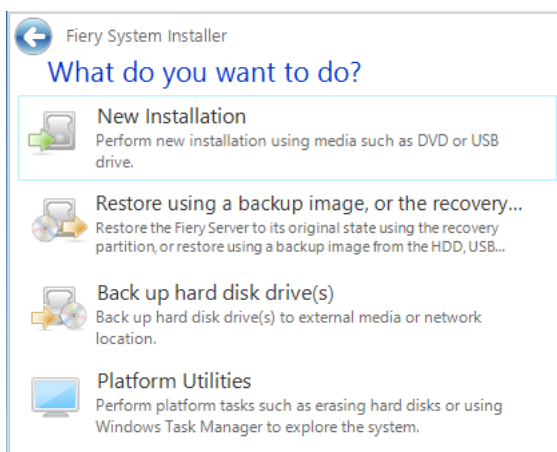 Fiery System Installer
What do you want to do?
New Installation
Perform new installation using media such as DVD or USB
drive.
Restore using a backup image, or the recovery...
Restore the Fiery Server to its original state using the recovery
partition, or restore using a backup image from the HDD, USB...
Back up hard disk drive(s)
Back up hard disk drive(s) to external media or network
location.
Platform Utilities
Perform platform tasks such as erasing hard disks or using
Windows Task Manager to explore the system.